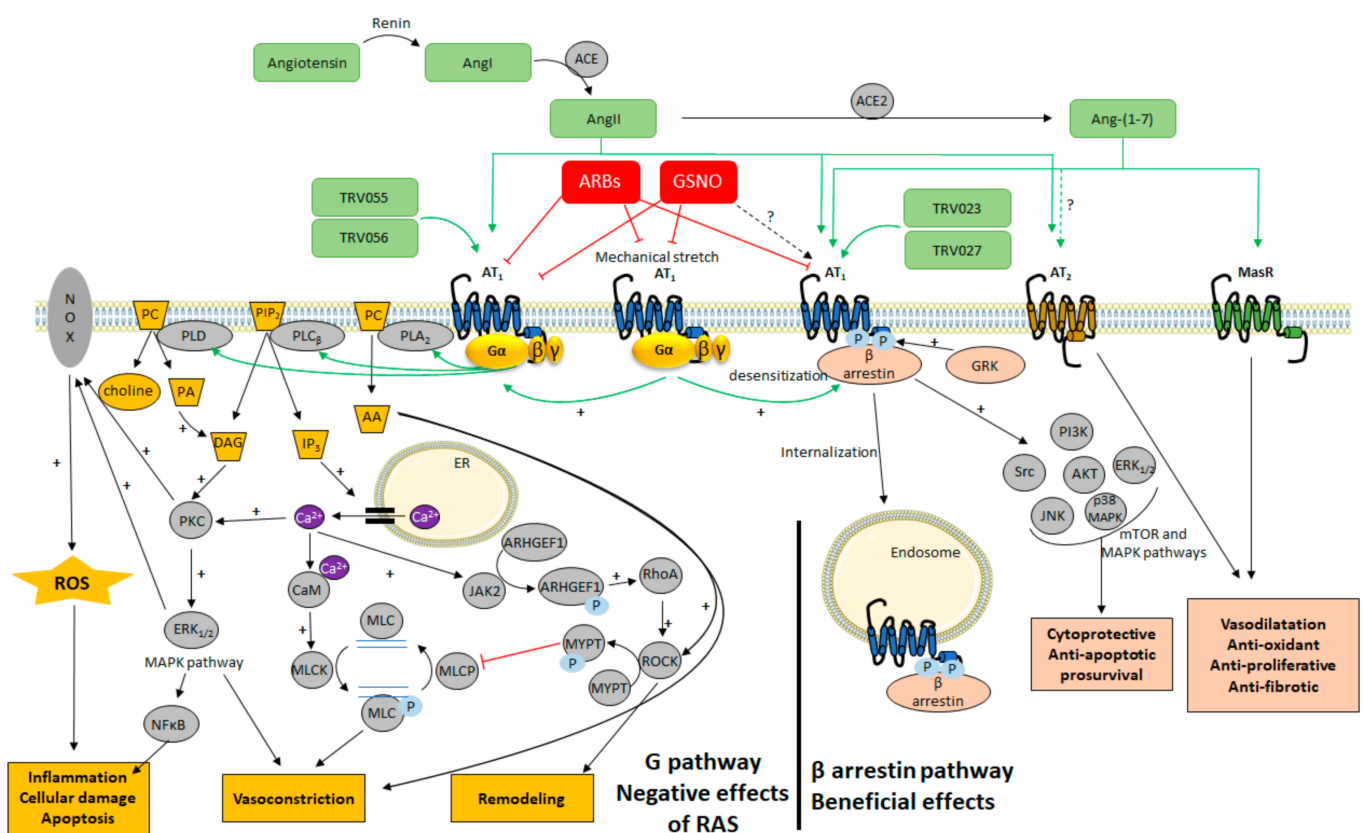 Renin
Angiotensin
AngI
ACE
AngII
ACE2
Ang-(1-7)
ARBs
GSNO
TRV055
TRV056
?
TRV023
TRV027
?
Mechanical stretch
AT1
AT1
AT1
AT2
MasR
N
O
X
PC
PLD
PIP2
PLCβ
PC
PLA2
Gα
β
γ
Gα
β
γ
P
P
β
arrestin
+
GRK
desensitization
choline
PA
AA
+
+
+
DAG
IP3
ER
+
+
+
+
+
+
Internalization
PI3K
Src
AKT
ERK1/2
JNK
p38
MAPK
mTOR and
MAPK pathways
PKC
+
Ca2+
Ca2+
ARHGEF1
Endosome
ROS
+
CaM
Ca2+
+
JAK2
ARHGEF1
P
+
RhoA
ERK1/2
MAPK pathway
+
MLC
+
+
MLCK
MLCP
MYPT
P
ROCK
MYPT
MLC
P
NFκB
P
P
β
arrestin
Cytoprotective
Anti-apoptotic
prosurvival
Vasodilatation
Anti-oxidant
Anti-proliferative
Anti-fibrotic
Inflammation
Cellular damage
Apoptosis
Vasoconstriction
Remodeling
G pathway
Negative effects
of RAS
β arrestin pathway
Beneficial effects